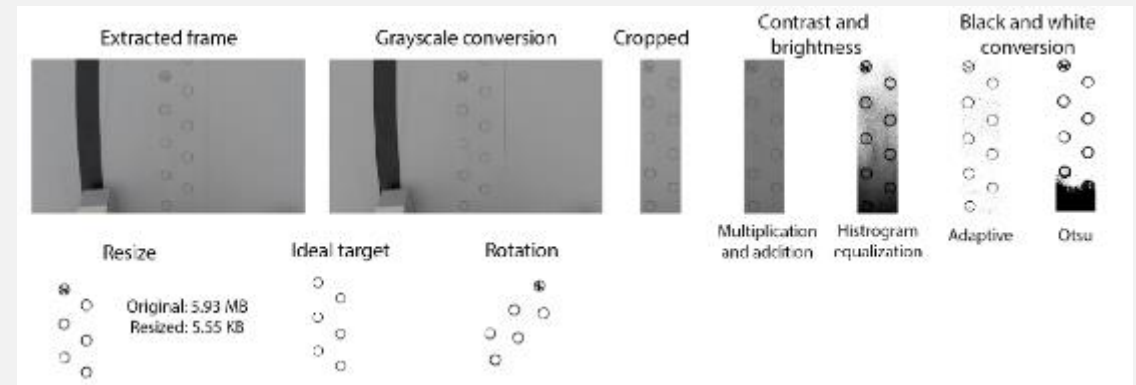 Extracted frame
Grayscale conversion
Cropped
Contrast and
brightness
Black and white
conversion
Multiplication
and addition
Histrogram
equalization
Adaptive
Otsu
Resize
Original: 5.93 MB
Resized: 5.55 KB
Ideal target
Rotation